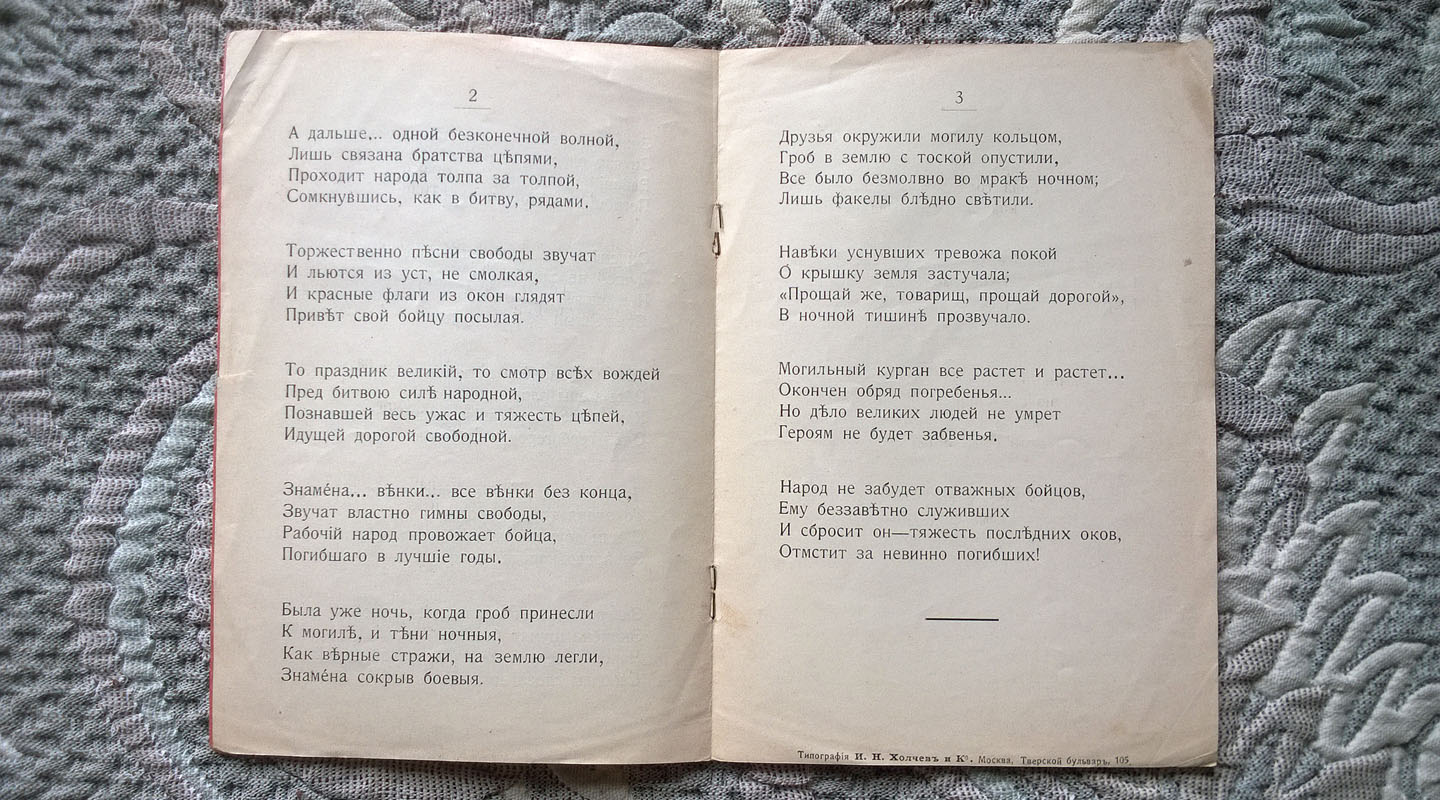 2
А дальше... одной безконечной волной,
Лишь связана братства цѣпями,
Проходит народа толпа за толпой,
Сомкнувшись, как в битву, рядами.
Торжественно пѣсни свободы звучат
И льются из уст, не смолкая,
И красные флаги из окон глядят
Привѣт свой бойцу посылая.
То праздник великій, то смотр всѣх вождей
Пред битвою силѣ народной,
Познавшей весь ужас и тяжесть цѣпей,
Идущей дорогой свободной.
Знаме́на... вѣнки... все вѣнки без конца,
Звучат властно гимны свободы,
Рабочій народ провожает бойца,
Погибшаго в лучшіе годы.
Была уже ночь, когда гроб принесли
К могилѣ, и тѣни ночныя,
Как вѣрные стражи, на землю легли,
Знаме́на сокрыв боевыя.
3
Друзья окружили могилу кольцом,
Гроб в землю с тоской опустили,
Все было безмолвно во мракѣ ночном;
Лишь факелы блѣдно свѣтили.
Навѣки уснувших тревожа покой
О крышку земля застучала;
«Прощай же, товарищ, прощай дорогой»,
В ночной тишинѣ прозвучало.
Могильный курган все растет и растет...
Окончен обряд погребенья...
Но дѣло великих людей не умрет
Героям не будет забвенья.
Народ не забудет отважных бойцов,
Ему беззавѣтно служивших
И сбросит он—тяжесть послѣдних оков,
Отмстит за невинно погибших!
Типографія И. Н. Холчевъ и Кº. Москва, Тверской бульваръ, 105.